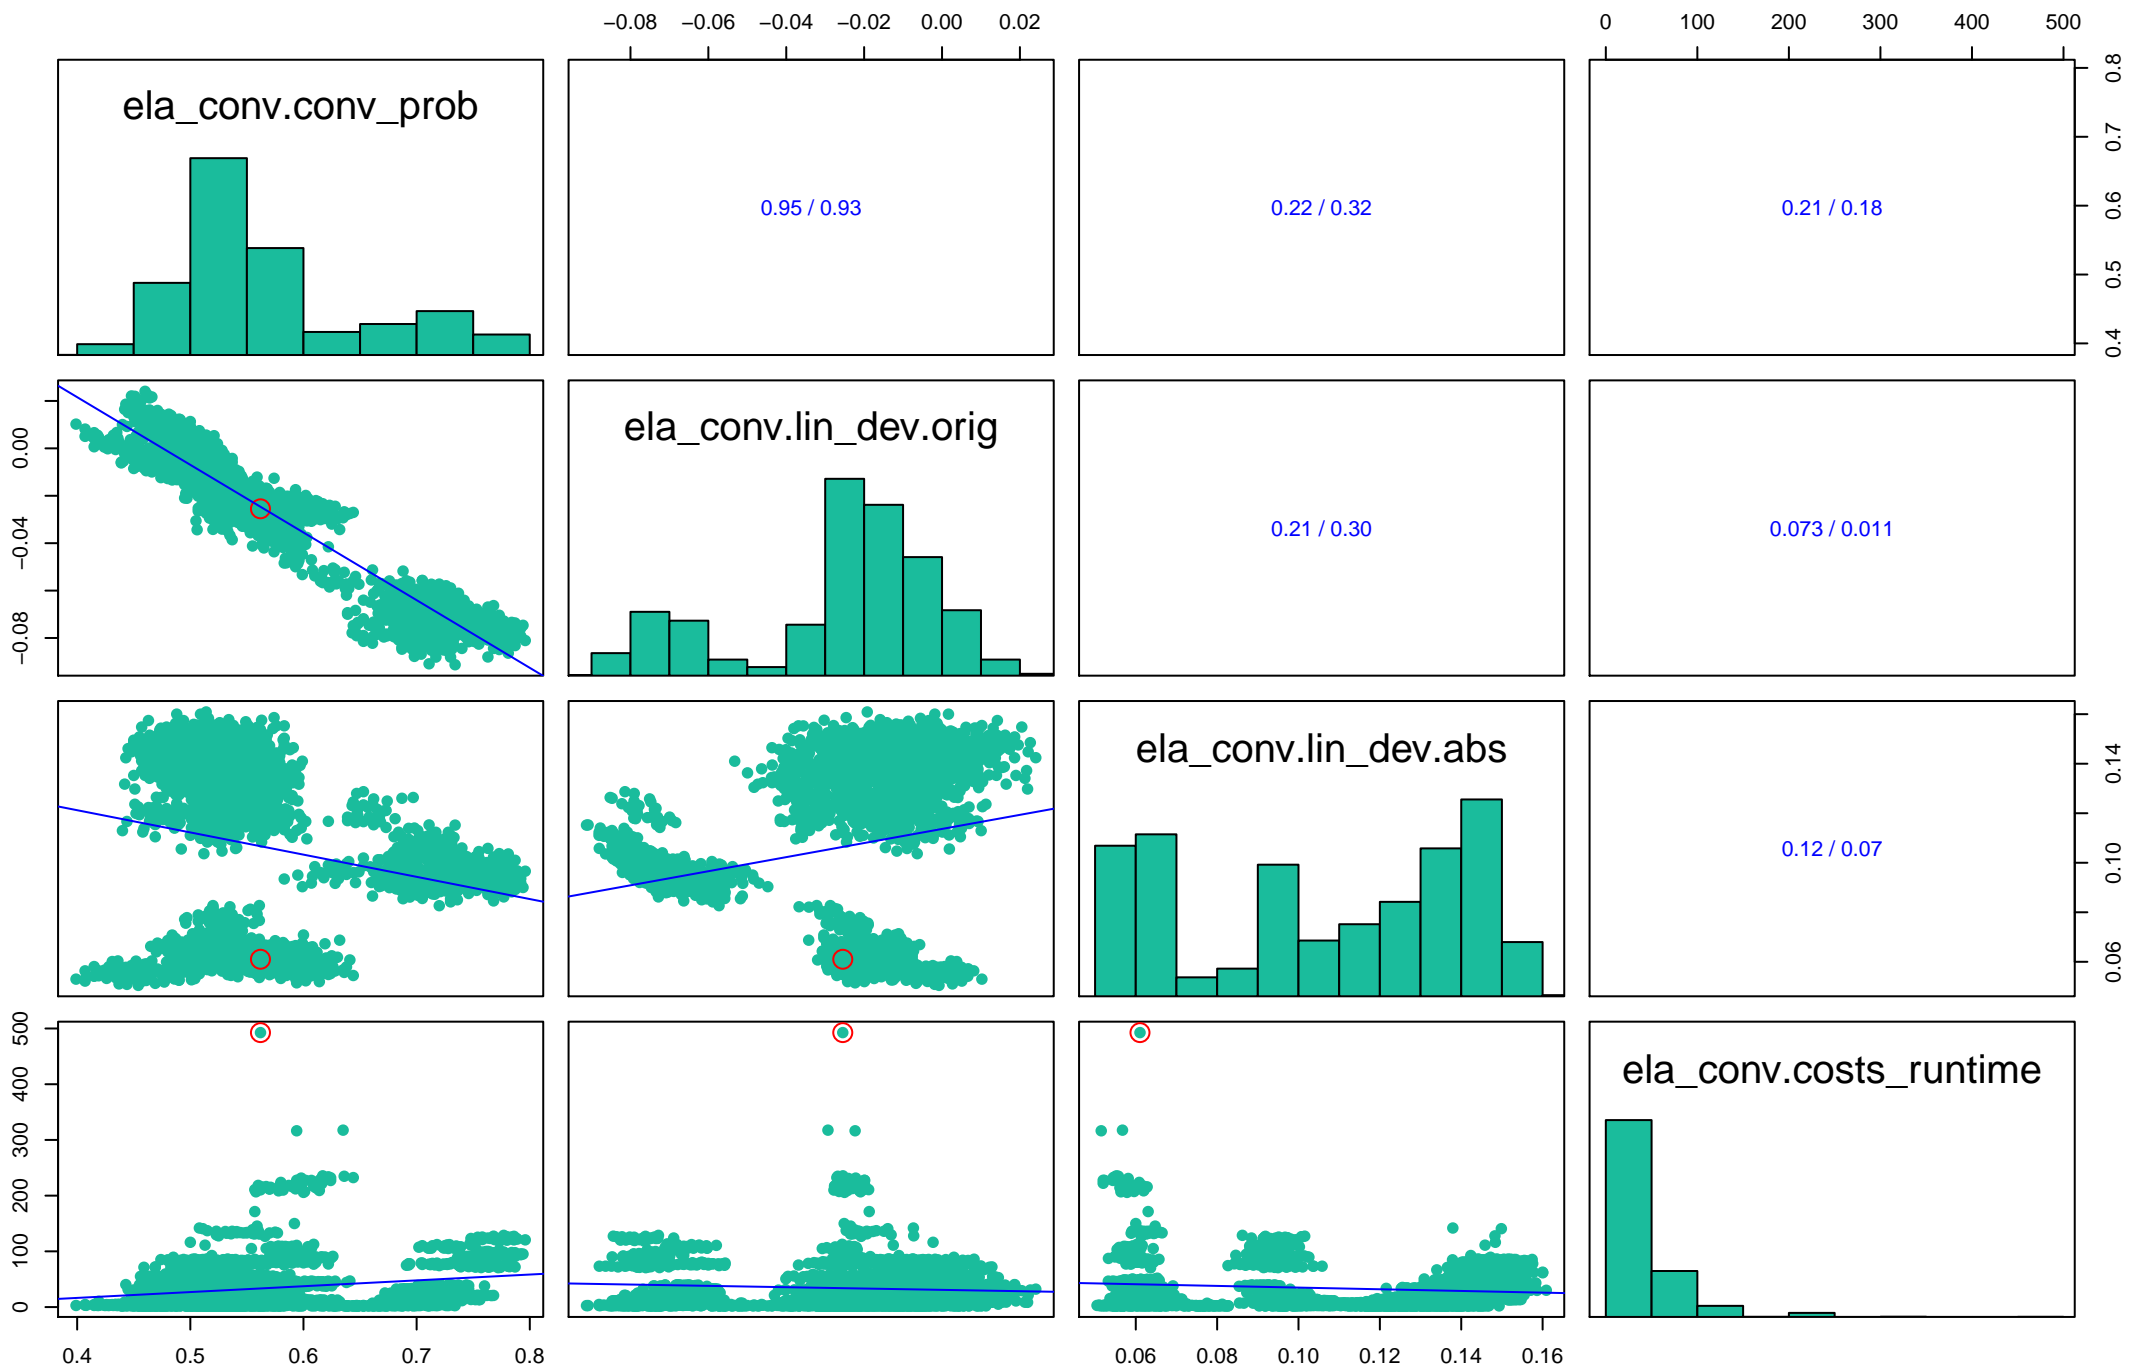 −0.08 −0.06 −0.04 −0.02 0.00 0.02
0 100 200 300 400 500
ela_conv.conv_prob
0.95 / 0.93
0.22 / 0.32
0.21 / 0.18
0.4 0.5 0.6 0.7 0.8
−0.08 −0.04 0.00
ela_conv.lin_dev.orig
0.21 / 0.30
0.073 / 0.011
ela_conv.lin_dev.abs
0.12 / 0.07
0.06 0.10 0.14
0 100 200 300 400 500
ela_conv.costs_runtime
0.4 0.5 0.6 0.7 0.8
0.06 0.08 0.10 0.12 0.14 0.16